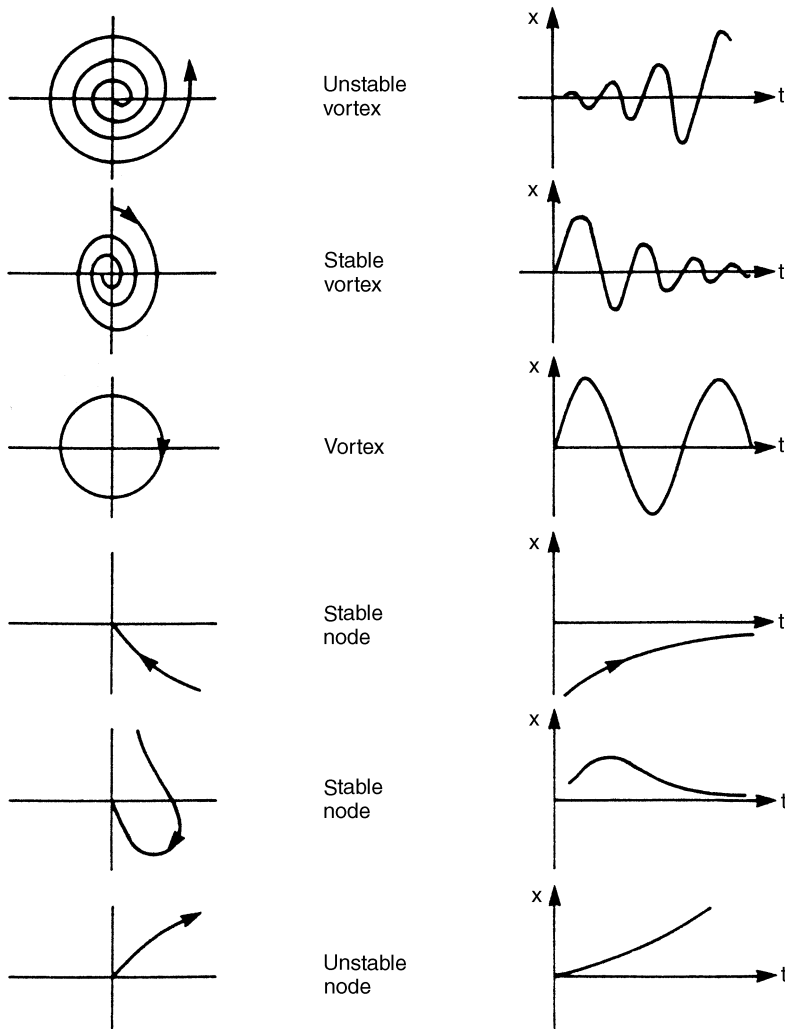 x
Unstable
vortex
t
x
Stable
vortex
t
x
Vortex
t
x
Stable
node
t
x
Stable
node
t
x
Unstable
node
t